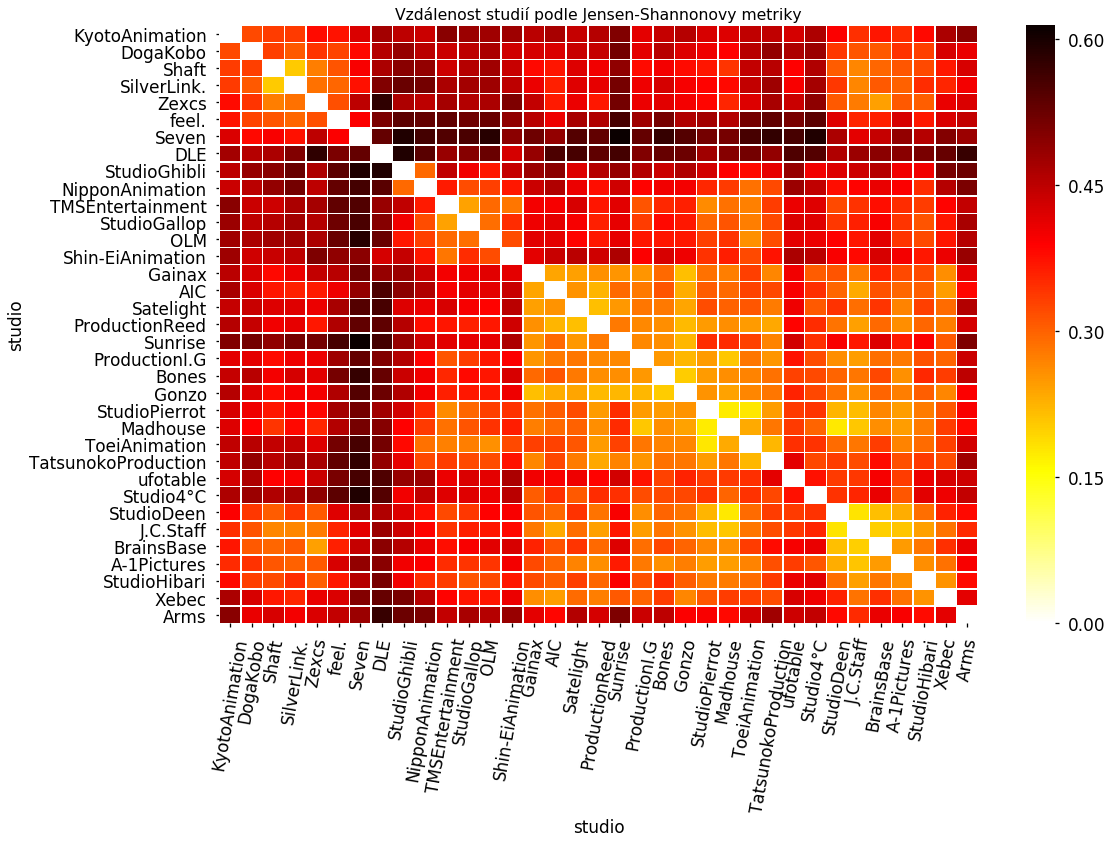 Vzdálenost studií podle Jensen-Shannonovy metriky
studio
KyotoAnimation
DogaKobo
Shaft
SilverLink.
Zexcs
feel.
Seven
DLE
StudioGhibli
NipponAnimation
TMSEntertainment
StudioGallop
OLM
Shin-EiAnimation
Gainax
AIC
Satelight
ProductionReed
Sunrise
ProductionI.G
Bones
Gonzo
StudioPierrot
Madhouse
ToeiAnimation
TatsunokoProduction
ufotable
Studio4°C
StudioDeen
J.C.Staff
BrainsBase
A-1Pictures
StudioHibari
Xebec
Arms
KyotoAnimation
DogaKobo
Shaft
SilverLink.
Zexcs
feel.
Seven
DLE
StudioGhibli
NipponAnimation
TMSEntertainment
StudioGallop
OLM
Shin-EiAnimation
Gainax
AIC
Satelight
ProductionReed
Sunrise
ProductionI.G
Bones
Gonzo
StudioPierrot
Madhouse
ToeiAnimation
TatsunokoProduction
ufotable
Studio4°C
StudioDeen
J.C.Staff
BrainsBase
A-1Pictures
StudioHibari
Xebec
Arms
studio
0.60
0.45
0.30
0.15
0.00